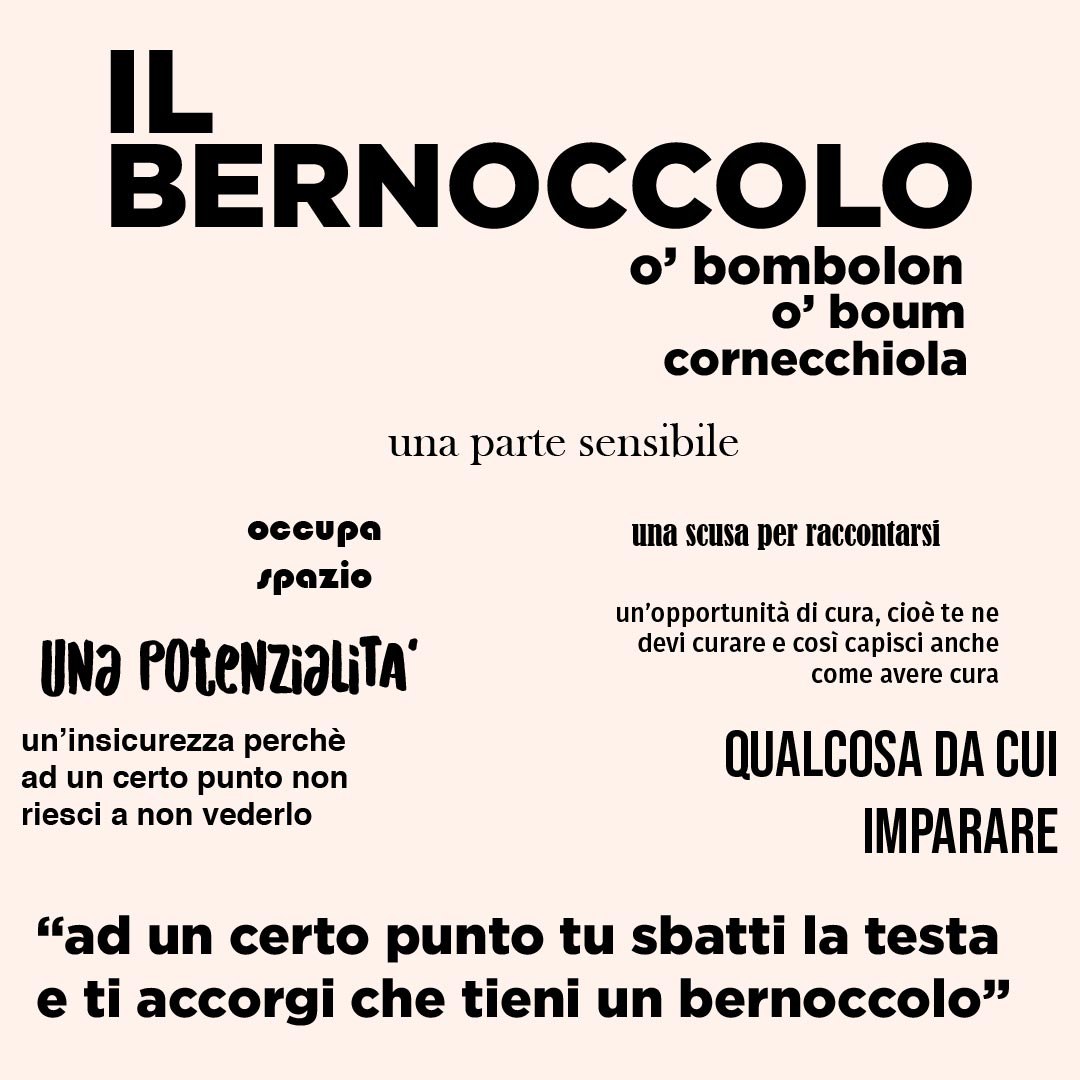 IL
BERNOCCOLO
o’ bombolon
o’ boum
cornecchiola
una parte sensibile
occupa
spazio
una scusa per raccontarsi
un’opportunità di cura, cioè te ne
devi curare e così capisci anche
come avere cura
UNA POTENZIALITA'
un’insicurezza perchè
ad un certo punto non
riesci a non vederlo
QUALCOSA DA CUI
IMPARARE
“ad un certo punto tu sbatti la testa
e ti accorgi che tieni un bernoccolo”